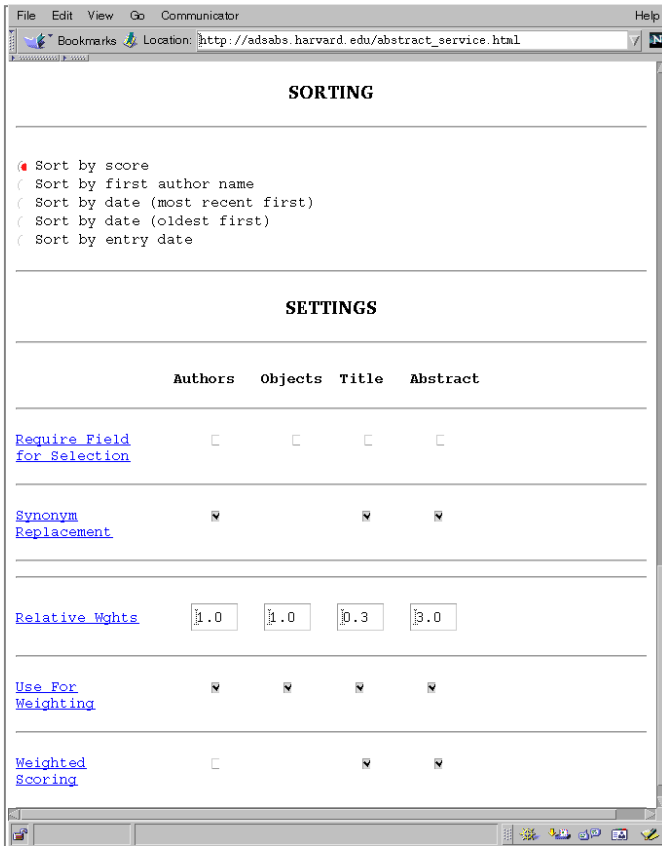 File Edit View Go Communicator Help
Bookmarks Location: http://adsabs.harvard.edu/abstract_service.html
N
SORTING
Sort by score
Sort by first author name
Sort by date (most recent first)
Sort by date (oldest first)
Sort by entry date
SETTINGS
Authors Objects Title Abstract
Require Field
for Selection
Synonym
Replacement
Relative Wghts 1.0 1.0 0.3 3.0
Use For
Weighting
Weighted
Scoring